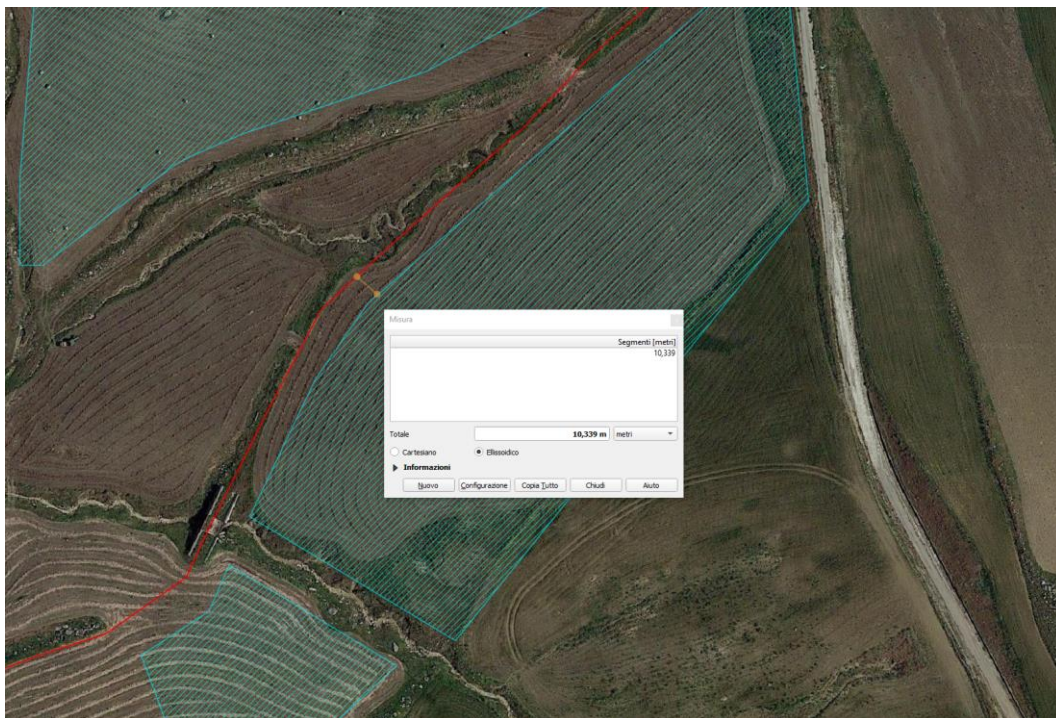 Misura
Segmenti [metri]
10,339
Totale
10,339 m
metri
Cartesiano
Ellissoidico
Informazioni
Nuovo
Configurazione
Copia Tutto
Chiudi
Aiuto